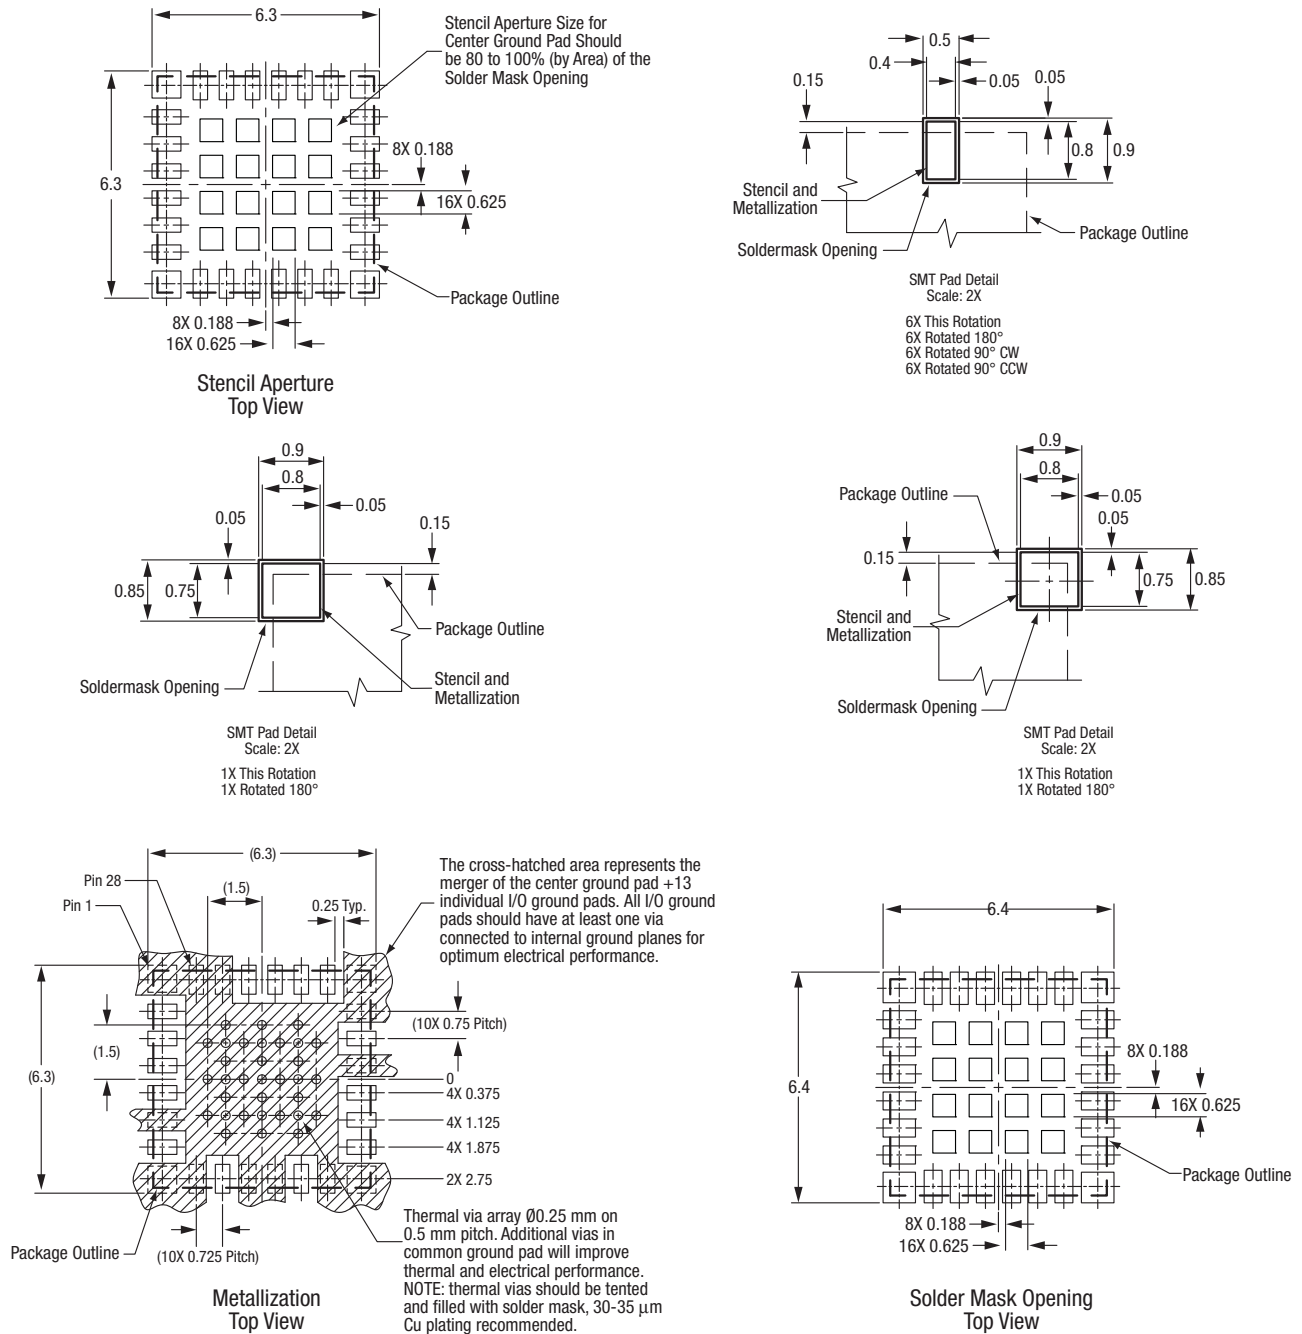 6.3
Stencil Aperture Size for
Center Ground Pad Should
be 80 to 100% (by Area) of the
Solder Mask Opening
6.3
8X 0.188
16X 0.625
Package Outline
8X 0.188
16X 0.625
Stencil Aperture
Top View
0.5
0.4
0.05
0.05
0.15
0.8
0.9
Stencil and
Metallization
Soldermask Opening
Package Outline
SMT Pad Detail
Scale: 2X
6X This Rotation
6X Rotated 180°
6X Rotated 90° CW
6X Rotated 90° CCW
0.9
0.8
0.05
0.05
0.15
0.85
0.75
Package Outline
Soldermask Opening
Stencil and
Metallization
SMT Pad Detail
Scale: 2X
1X This Rotation
1X Rotated 180°
0.9
0.8
Package Outline
0.05
0.05
0.15
0.75
0.85
Stencil and
Metallization
Soldermask Opening
SMT Pad Detail
Scale: 2X
1X This Rotation
1X Rotated 180°
(6.3)
Pin 28
(1.5)
Pin 1
0.25 Typ.
The cross-hatched area represents the
merger of the center ground pad +13
individual I/O ground pads. All I/O ground
pads should have at least one via
connected to internal ground planes for
optimum electrical performance.
(10X 0.75 Pitch)
(1.5)
(6.3)
0
4X 0.375
4X 1.125
4X 1.875
2X 2.75
Package Outline
(10X 0.725 Pitch)
Thermal via array Ø0.25 mm on
0.5 mm pitch. Additional vias in
common ground pad will improve
thermal and electrical performance.
NOTE: thermal vias should be tented
and filled with solder mask, 30-35 μm
Cu plating recommended.
Metallization
Top View
6.4
6.4
8X 0.188
16X 0.625
Package Outline
8X 0.188
16X 0.625
Solder Mask Opening
Top View